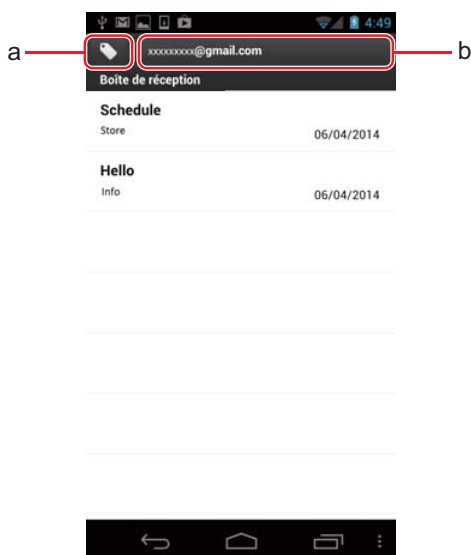 4:49
a
xxxxxxxxx@gmail.com
b
Boîte de réception
Schedule
Store
06/04/2014
Hello
Info
06/04/2014